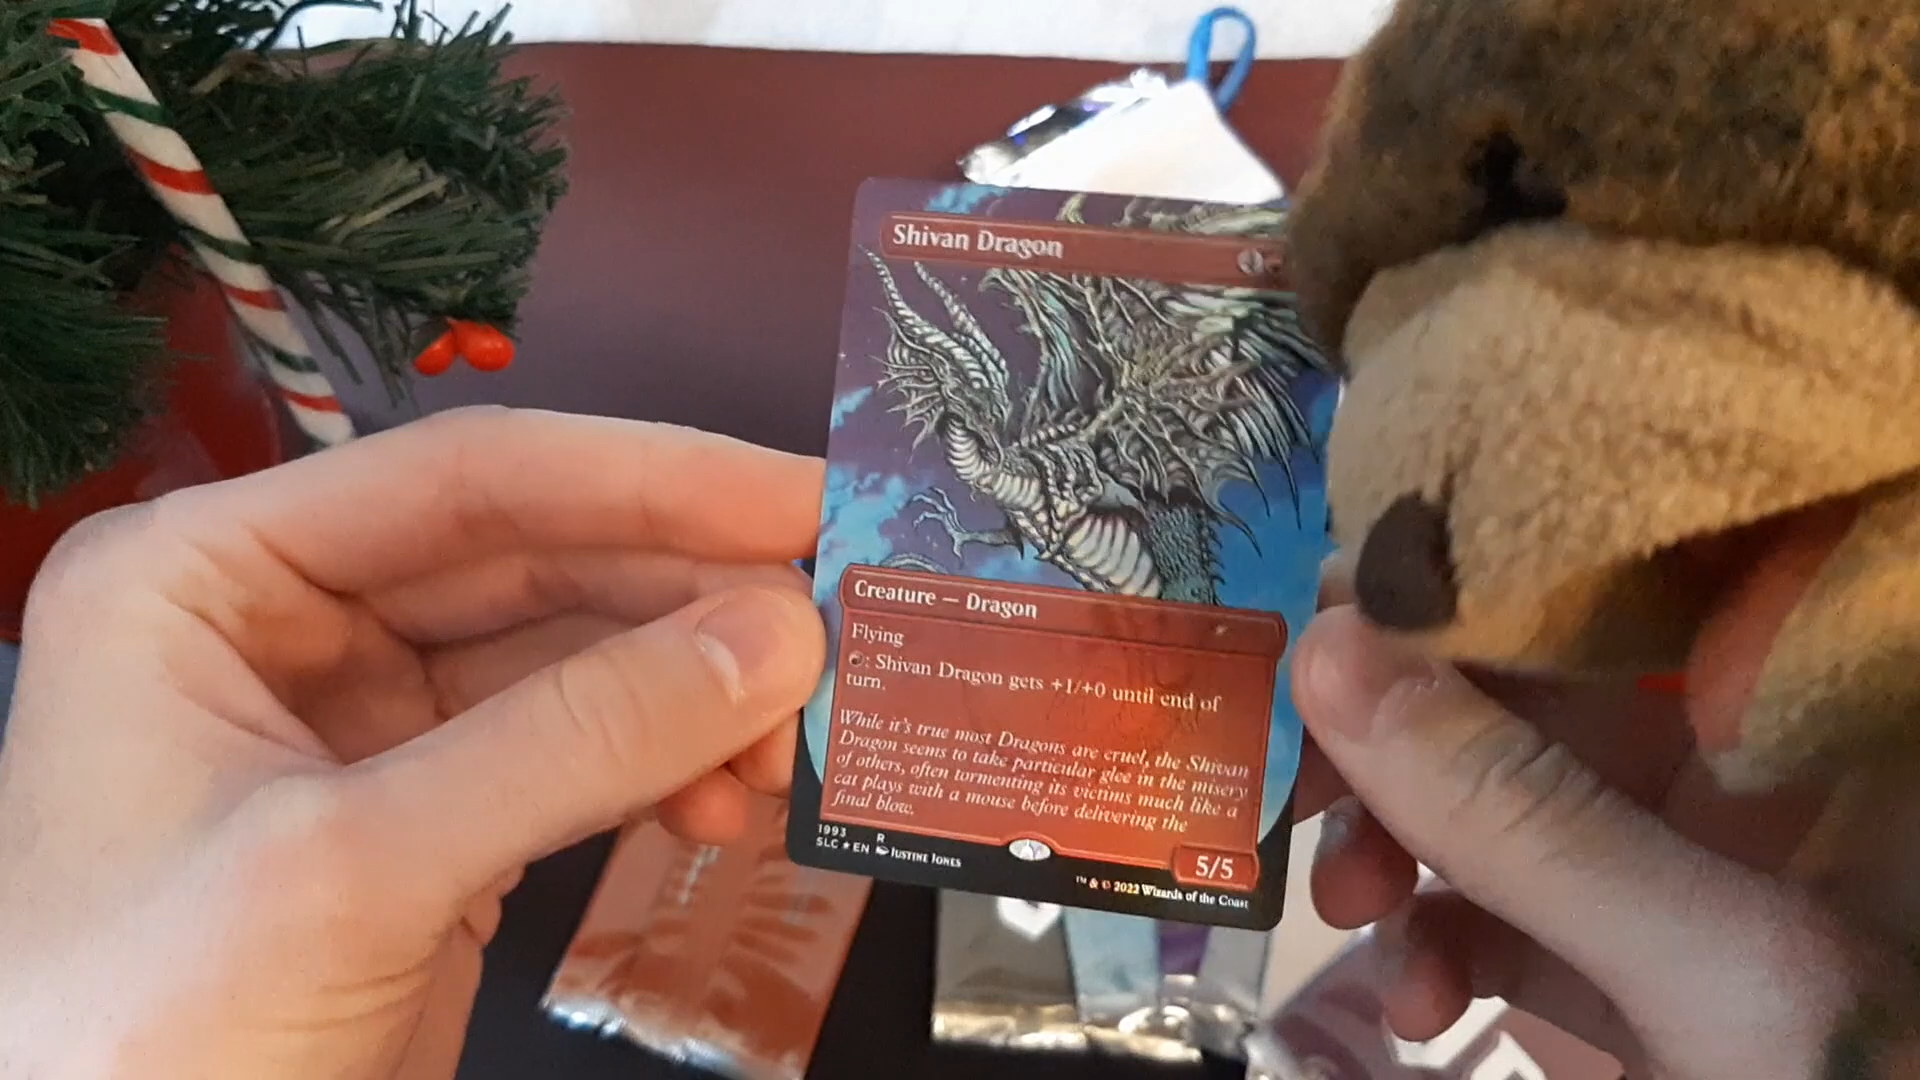 Shivan Dragon
Creature — Dragon
Flying
: Shivan Dragon gets +1/+0 until end of
turn.
While it's true most Dragons are cruel, the Shivan
Dragon seems to take particular glee in the misery
of others, often tormenting its victims much like a
cat plays with a mouse before delivering the
final blow.
5/5
1993 R
SLC ★ EN JUSTINE JONES
™ & © 2022 Wizards of the Coast